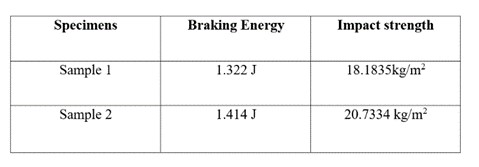 Specimens Braking Energy Impact strength
Sample 1 1.322 J 18.1835kg/m²
Sample 2 1.414 J 20.7334 kg/m²